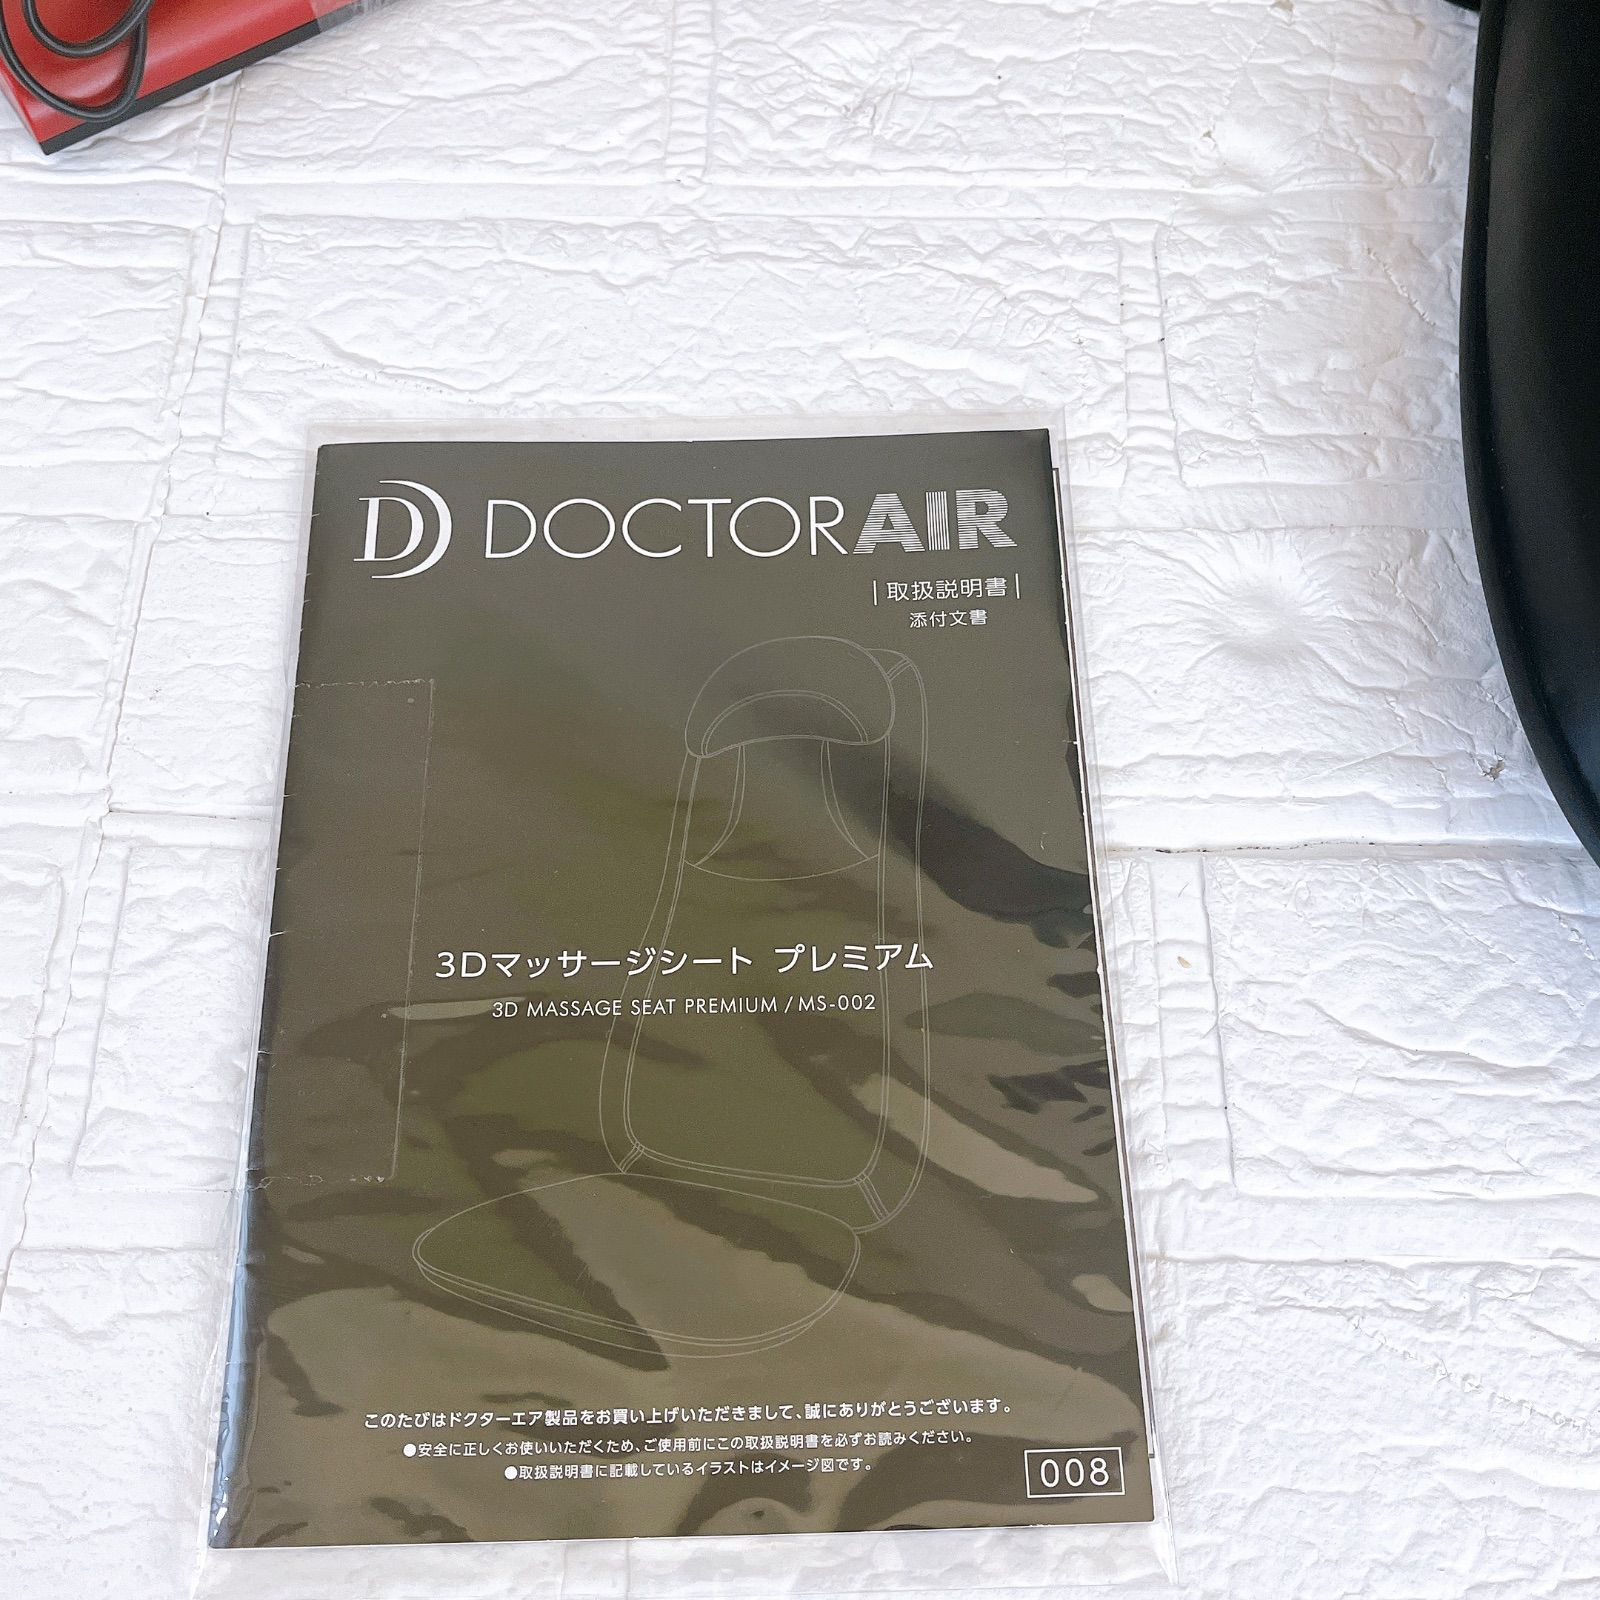 D DOCTORAIR
取扱説明書
添付文書
3Dマッサージシート プレミアム
3D MASSAGE SEAT PREMIUM / MS-002
このたびはドクターエア製品をお買い上げいただきまして、誠にありがとうございます。
●安全に正しくお使いいただくため、ご使用前にこの取扱説明書を必ずお読みください。
●取扱説明書に記載しているイラストはイメージ図です。
008